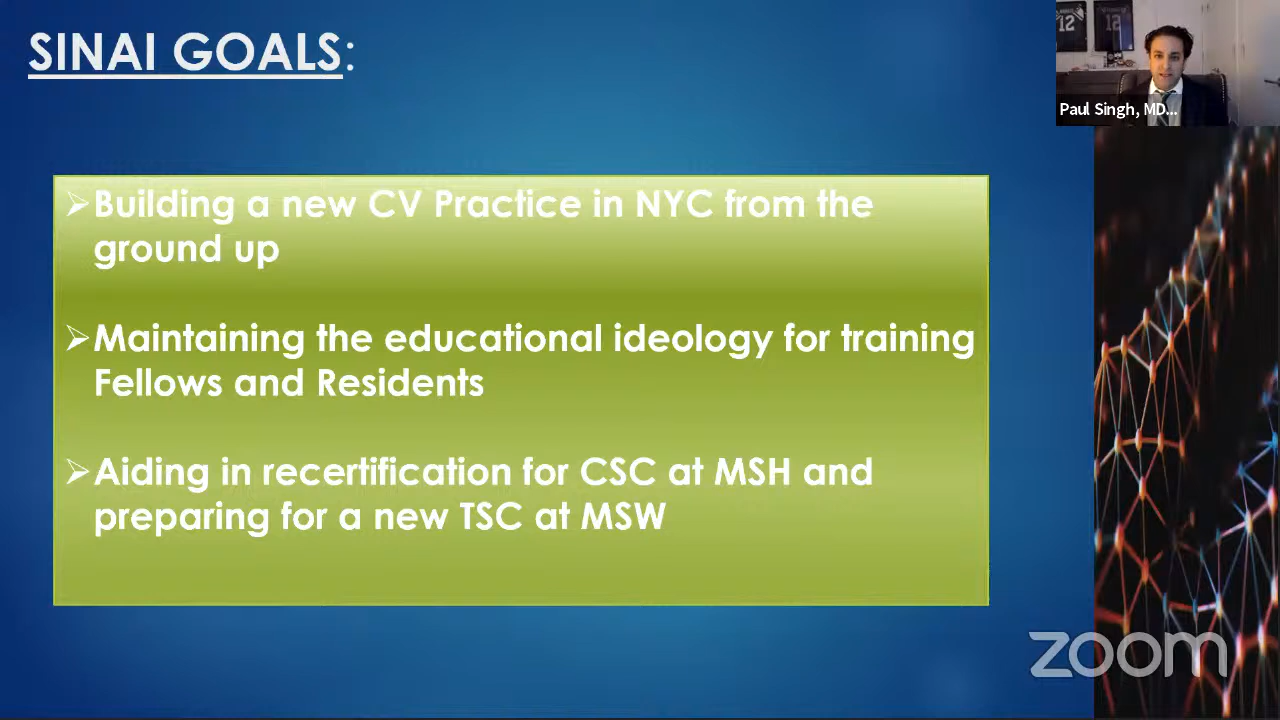 SINAI GOALS:
12
12
Paul Singh, MD...
➢Building a new CV Practice in NYC from the
ground up
➢Maintaining the educational ideology for training
Fellows and Residents
➢Aiding in recertification for CSC at MSH and
preparing for a new TSC at MSW
zoom